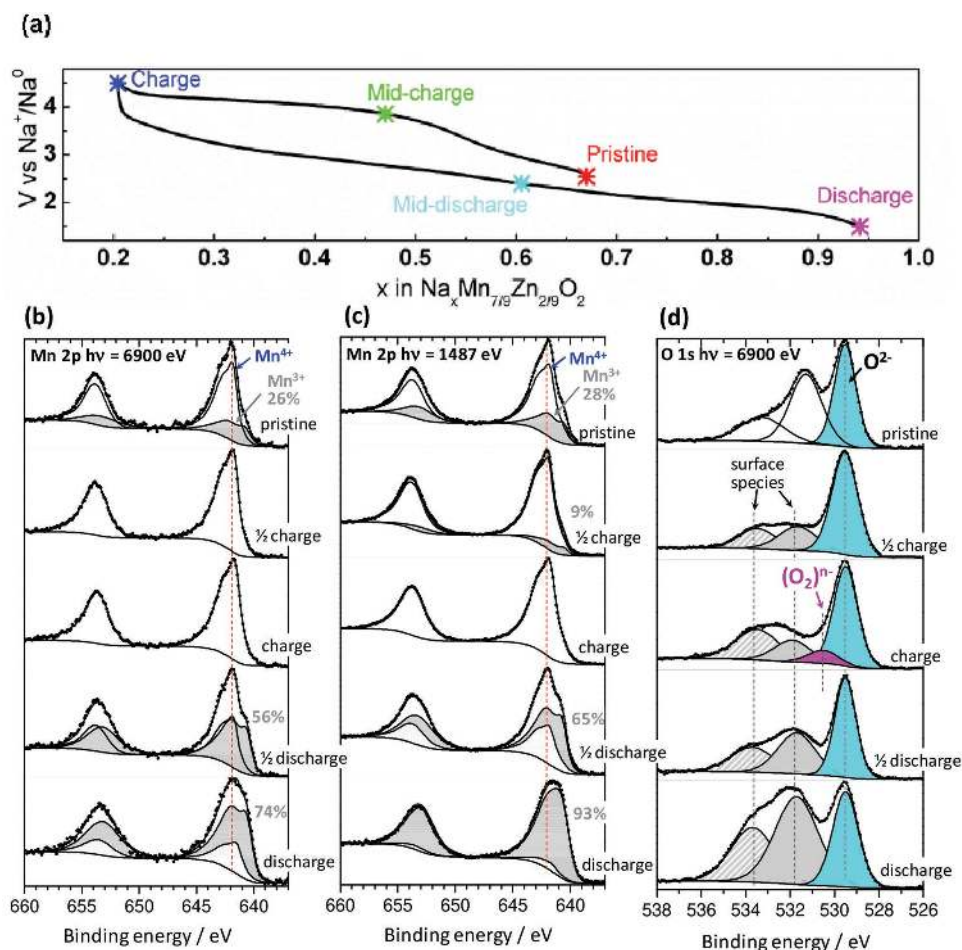 (a)
V vs Na⁺/Na⁰
4
3
2
Charge
Mid-charge
Pristine
Mid-discharge
Discharge
0.2 0.3 0.4 0.5 0.6 0.7 0.8 0.9 1.0
x in NaₓMn₇/₉Zn₂/₉O₂
(b)
Mn 2p hν = 6900 eV
Mn⁴⁺
Mn³⁺
26%
pristine
½ charge
charge
56%
½ discharge
74%
discharge
660 655 650 645 640
Binding energy / eV
(c)
Mn 2p hν = 1487 eV
Mn⁴⁺
Mn³⁺
28%
pristine
9%
½ charge
charge
65%
½ discharge
93%
discharge
660 655 650 645 640
Binding energy / eV
(d)
O 1s hν = 6900 eV
O²⁻
pristine
surface
species
½ charge
(O₂)ⁿ⁻
charge
½ discharge
discharge
538 536 534 532 530 528 526
Binding energy / eV